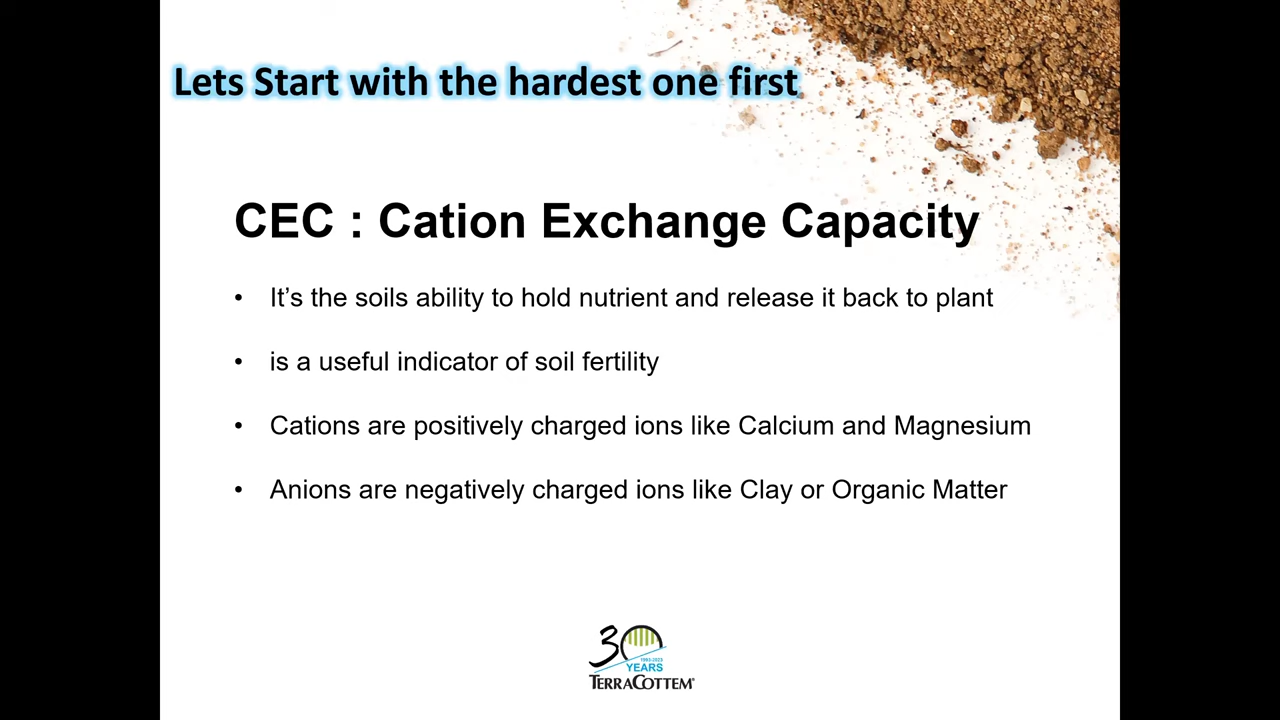 Lets Start with the hardest one first
CEC : Cation Exchange Capacity
• It’s the soils ability to hold nutrient and release it back to plant
• is a useful indicator of soil fertility
• Cations are positively charged ions like Calcium and Magnesium
• Anions are negatively charged ions like Clay or Organic Matter
30
1993-2023
YEARS
TERRACOTTEM®